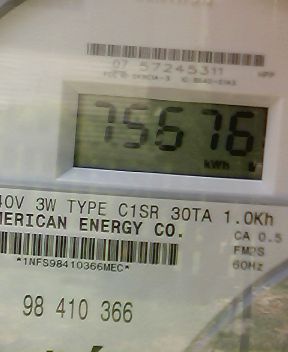 07 57245311
75676
kWh
40V 3W TYPE C1SR 30TA 1.0Kh
MERICAN ENERGY CO.
CA 0.5
FM2S
60Hz
*1NFS98410366MEC*
98 410 366